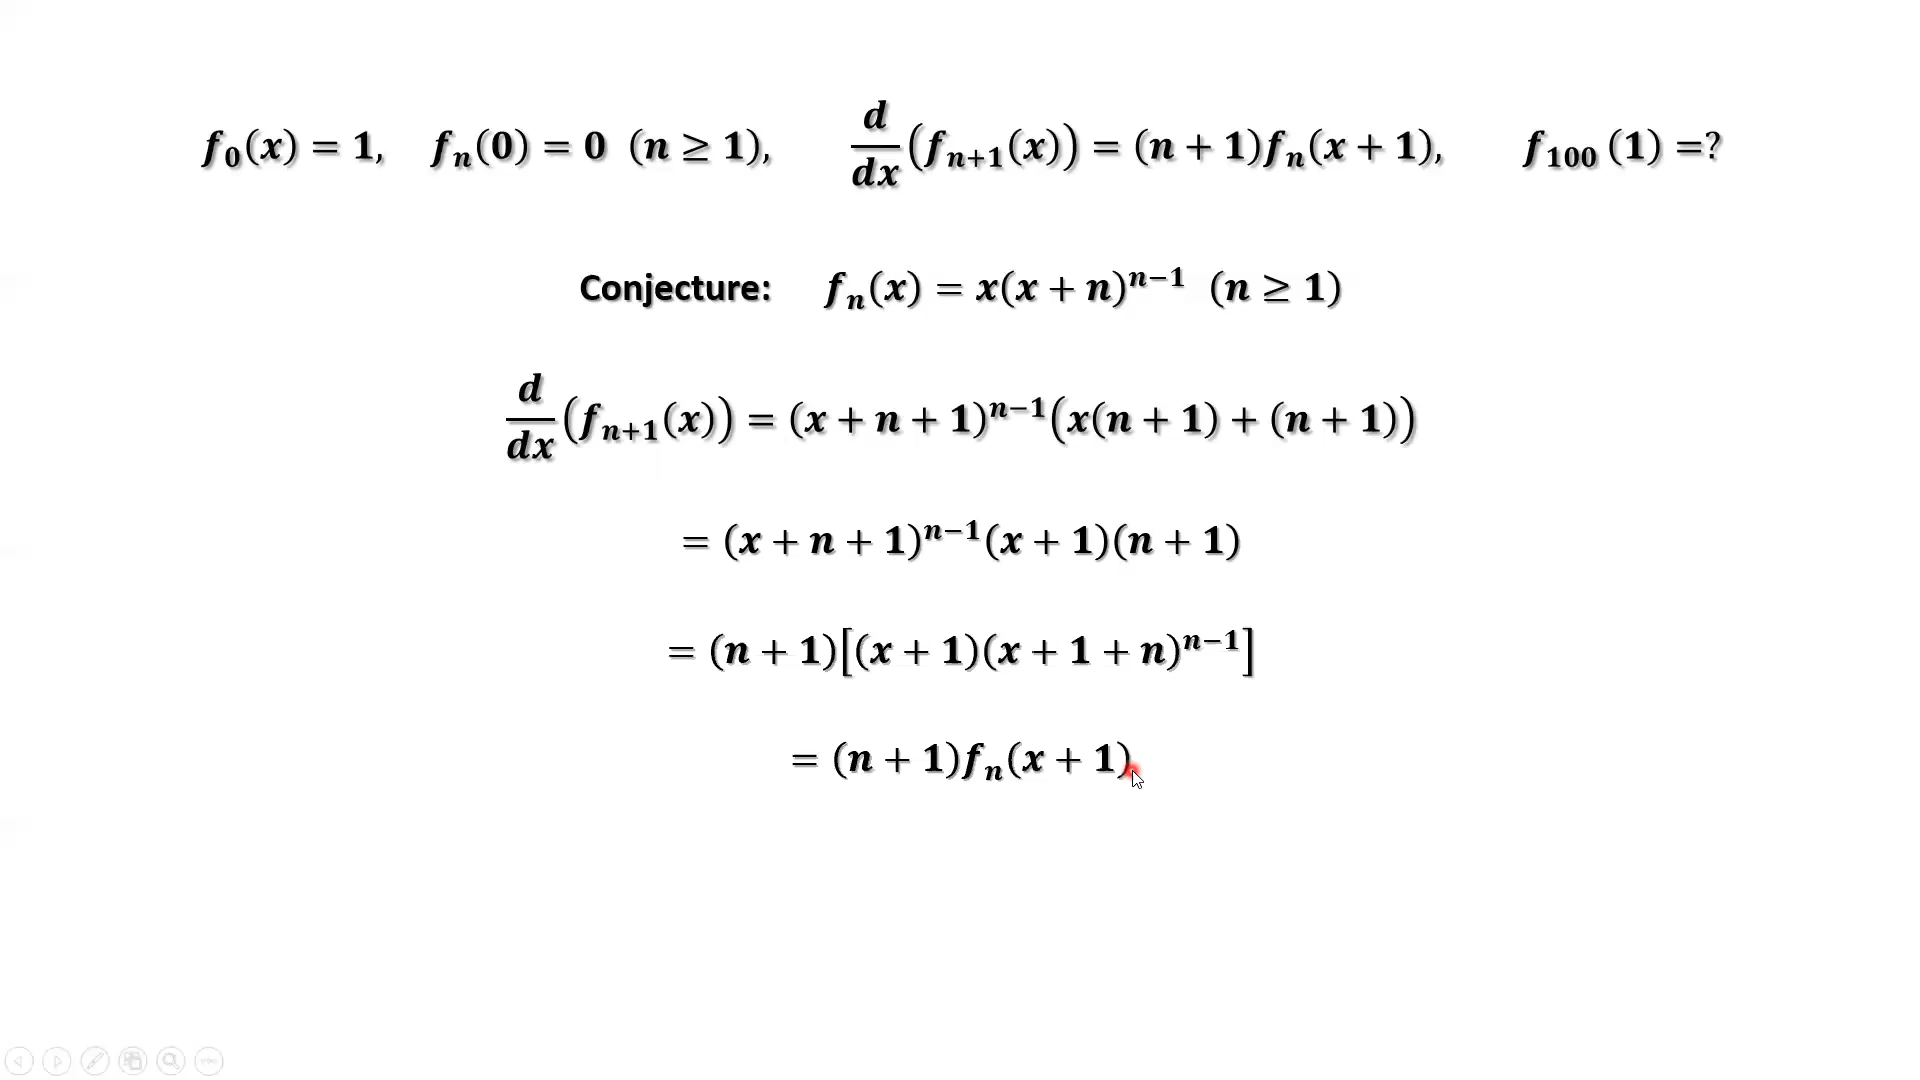 f₀(x) = 1, fₙ(0) = 0 (n ≥ 1), d/dx (fₙ₊₁(x)) = (n + 1)fₙ(x + 1), f₁₀₀ (1) =?
Conjecture: fₙ(x) = x(x + n)ⁿ⁻¹ (n ≥ 1)
d/dx (fₙ₊₁(x)) = (x + n + 1)ⁿ⁻¹(x(n + 1) + (n + 1))
= (x + n + 1)ⁿ⁻¹(x + 1)(n + 1)
= (n + 1)[(x + 1)(x + 1 + n)ⁿ⁻¹]
= (n + 1)fₙ(x + 1)